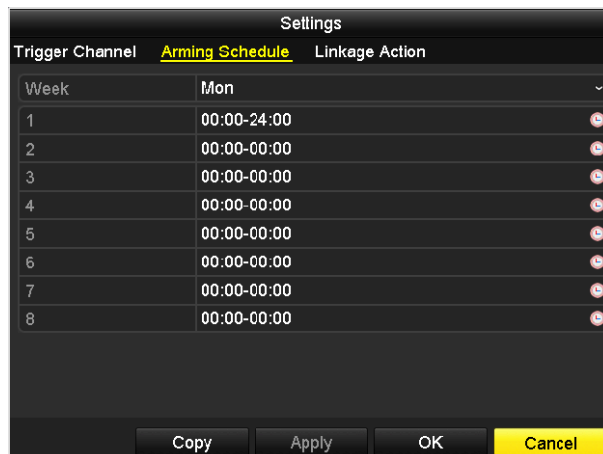 Settings
Trigger Channel Arming Schedule Linkage Action
Week Mon
1 00:00-24:00
2 00:00-00:00
3 00:00-00:00
4 00:00-00:00
5 00:00-00:00
6 00:00-00:00
7 00:00-00:00
8 00:00-00:00
Copy Apply OK Cancel